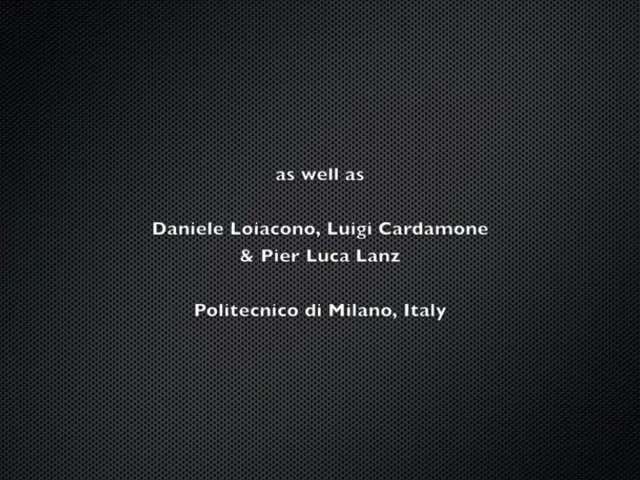 as well as
Daniele Loiacono, Luigi Cardamone
& Pier Luca Lanz
Politecnico di Milano, Italy